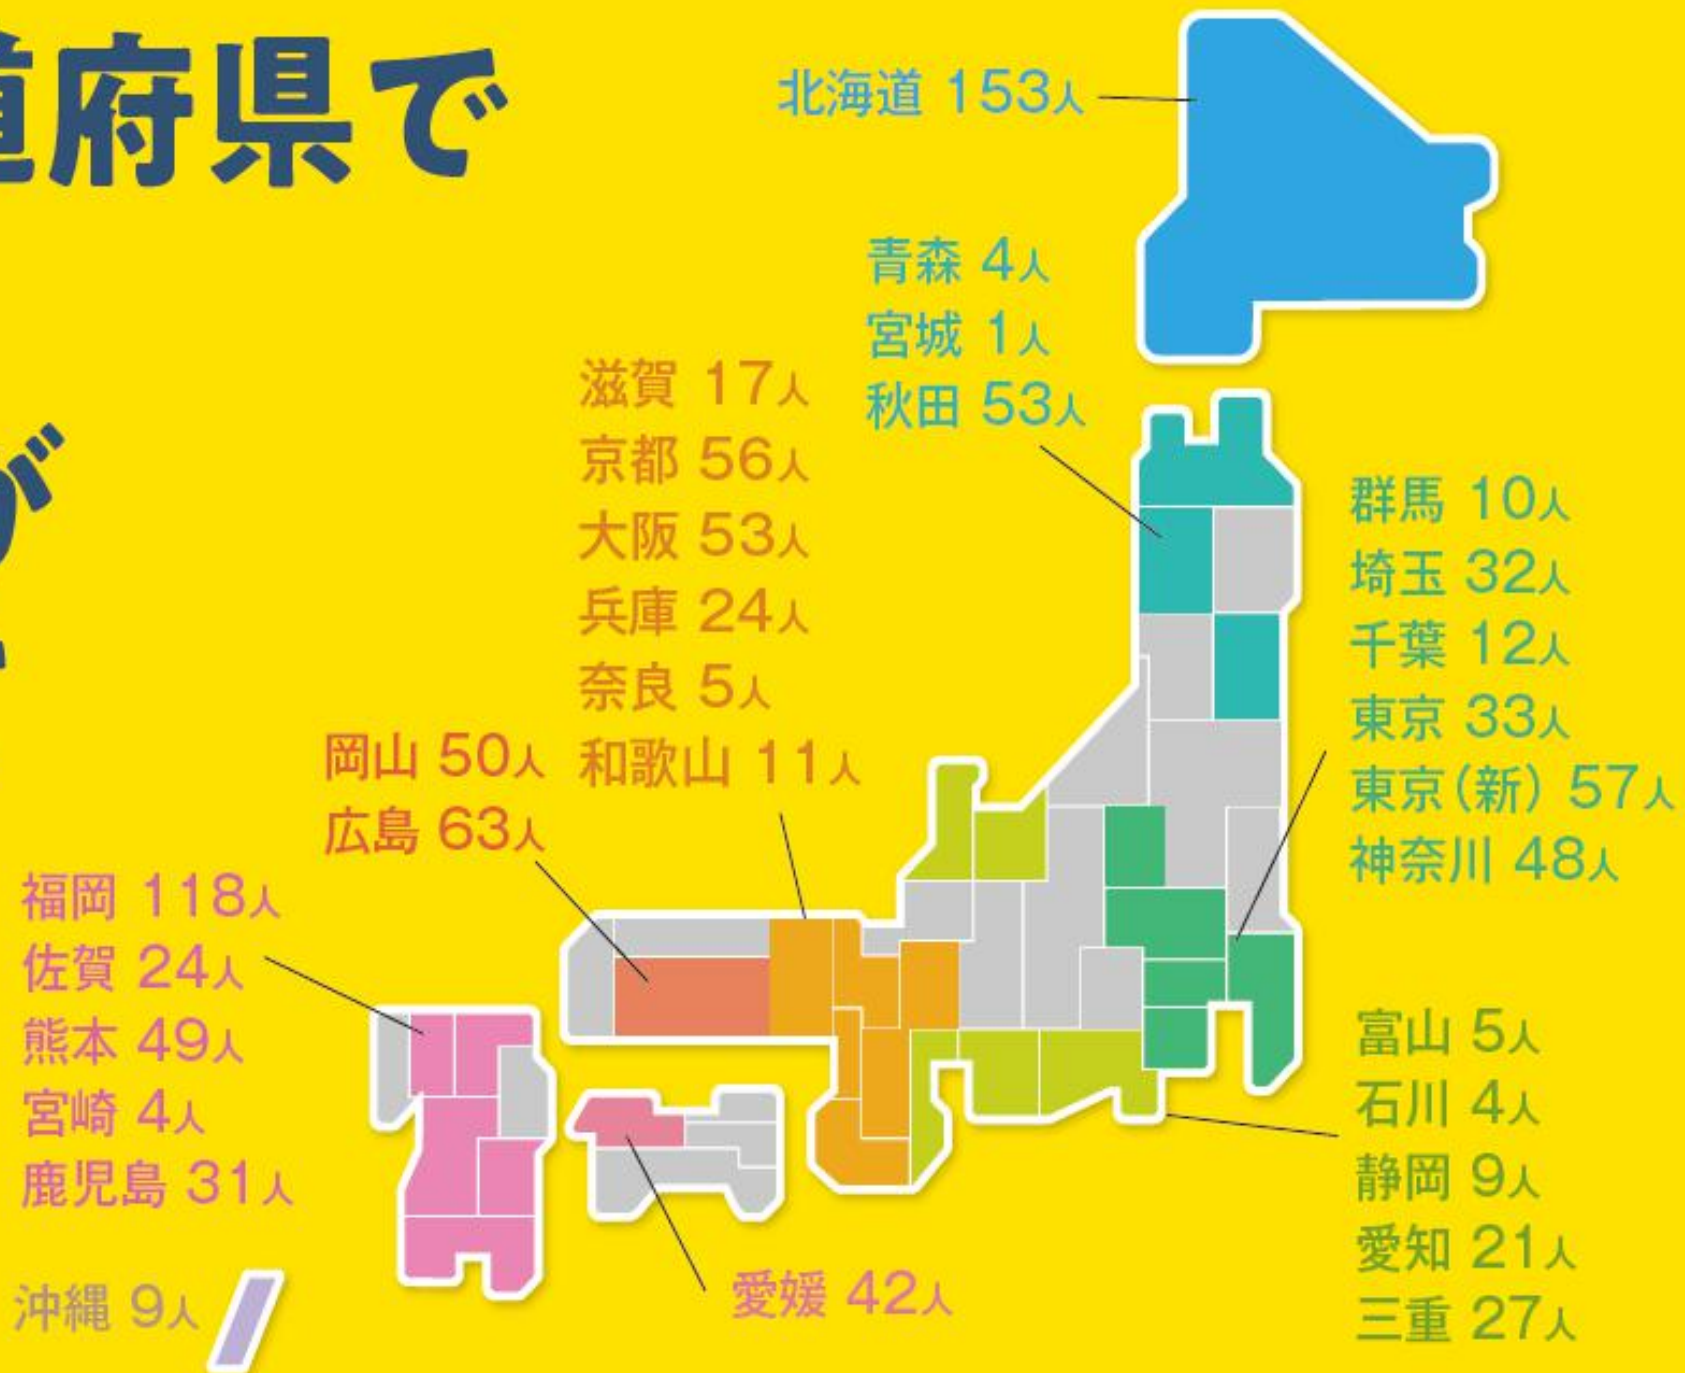 道府県で
が
北海道 153人
青森 4人
宮城 1人
秋田 53人
滋賀 17人
京都 56人
大阪 53人
兵庫 24人
奈良 5人
和歌山 11人
群馬 10人
埼玉 32人
千葉 12人
東京 33人
東京(新) 57人
神奈川 48人
岡山 50人
広島 63人
福岡 118人
佐賀 24人
熊本 49人
宮崎 4人
鹿児島 31人
富山 5人
石川 4人
静岡 9人
愛知 21人
三重 27人
愛媛 42人
沖縄 9人